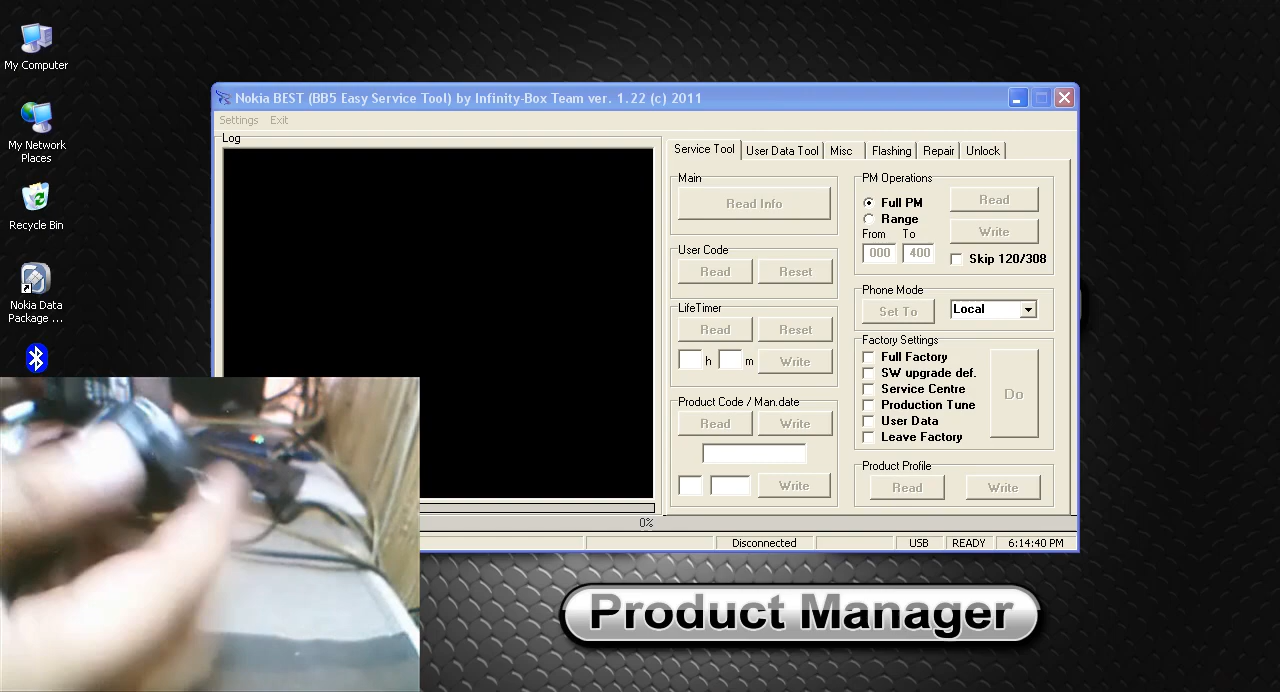 My Computer
My Network
Places
Recycle Bin
Nokia Data
Package ...
Nokia BEST (BB5 Easy Service Tool) by Infinity-Box Team ver. 1.22 (c) 2011
Settings Exit
Log
0%
Service Tool User Data Tool Misc Flashing Repair Unlock
Main
Read Info
User Code
Read Reset
LifeTimer
Read Reset
h m Write
Product Code / Man.date
Read Write
Write
PM Operations
Full PM Read
Range
From To Write
000 400 Skip 120/308
Phone Mode
Set To Local
Factory Settings
Full Factory
SW upgrade def.
Service Centre
Production Tune
User Data
Leave Factory
Do
Product Profile
Read Write
Disconnected USB READY 6:14:40 PM
Product Manager